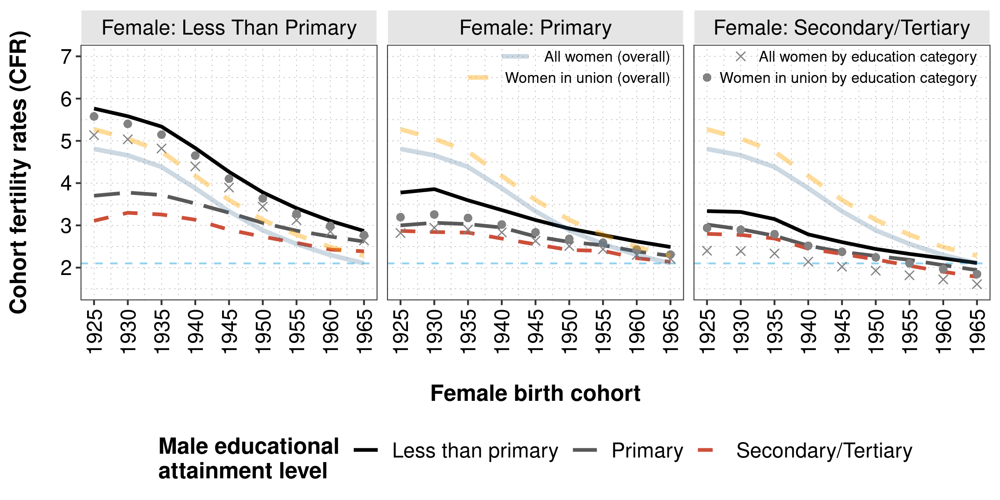 Female: Less Than Primary
Female: Primary
Female: Secondary/Tertiary
Cohort fertility rates (CFR)
7
6
5
4
3
2
All women (overall)
Women in union (overall)
All women by education category
Women in union by education category
1925
1930
1935
1940
1945
1950
1955
1960
1965
1925
1930
1935
1940
1945
1950
1955
1960
1965
1925
1930
1935
1940
1945
1950
1955
1960
1965
Female birth cohort
Male educational
attainment level
Less than primary
Primary
Secondary/Tertiary